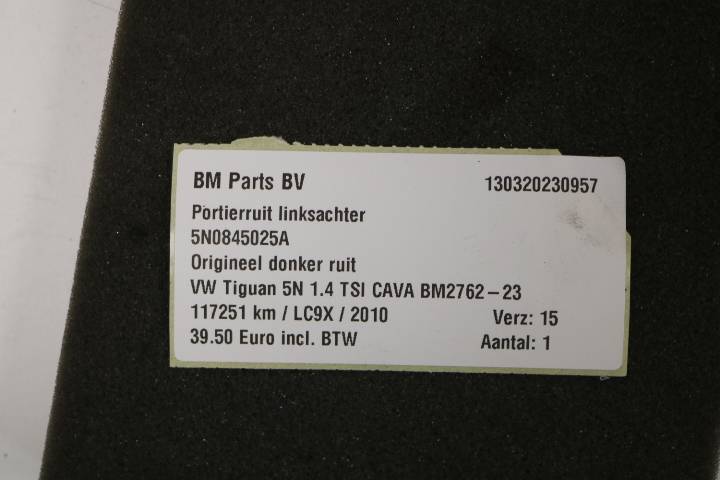 BM Parts BV 130320230957
Portierruit linksachter
5N0845025A
Origineel donker ruit
VW Tiguan 5N 1.4 TSI CAVA BM2762-23
117251 km / LC9X / 2010 Verz: 15
39.50 Euro incl. BTW Aantal: 1